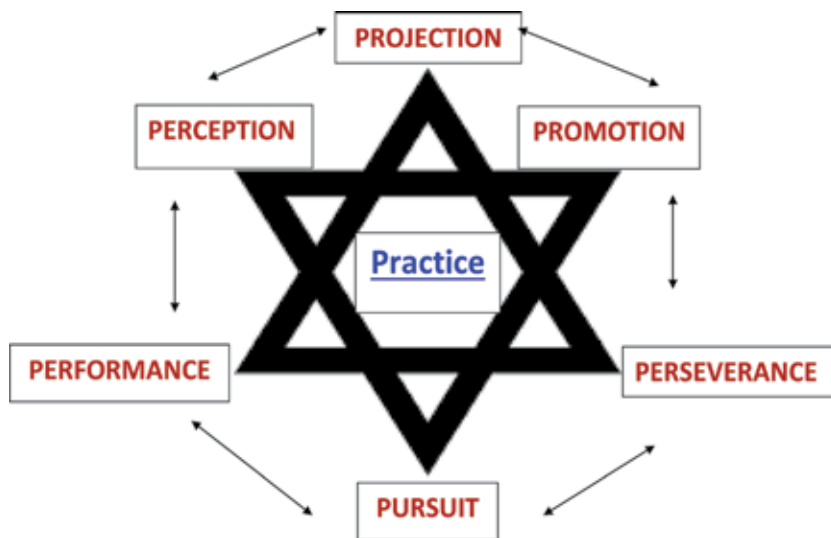 PROJECTION
PERCEPTION
PROMOTION
Practice
PERFORMANCE
PERSEVERANCE
PURSUIT